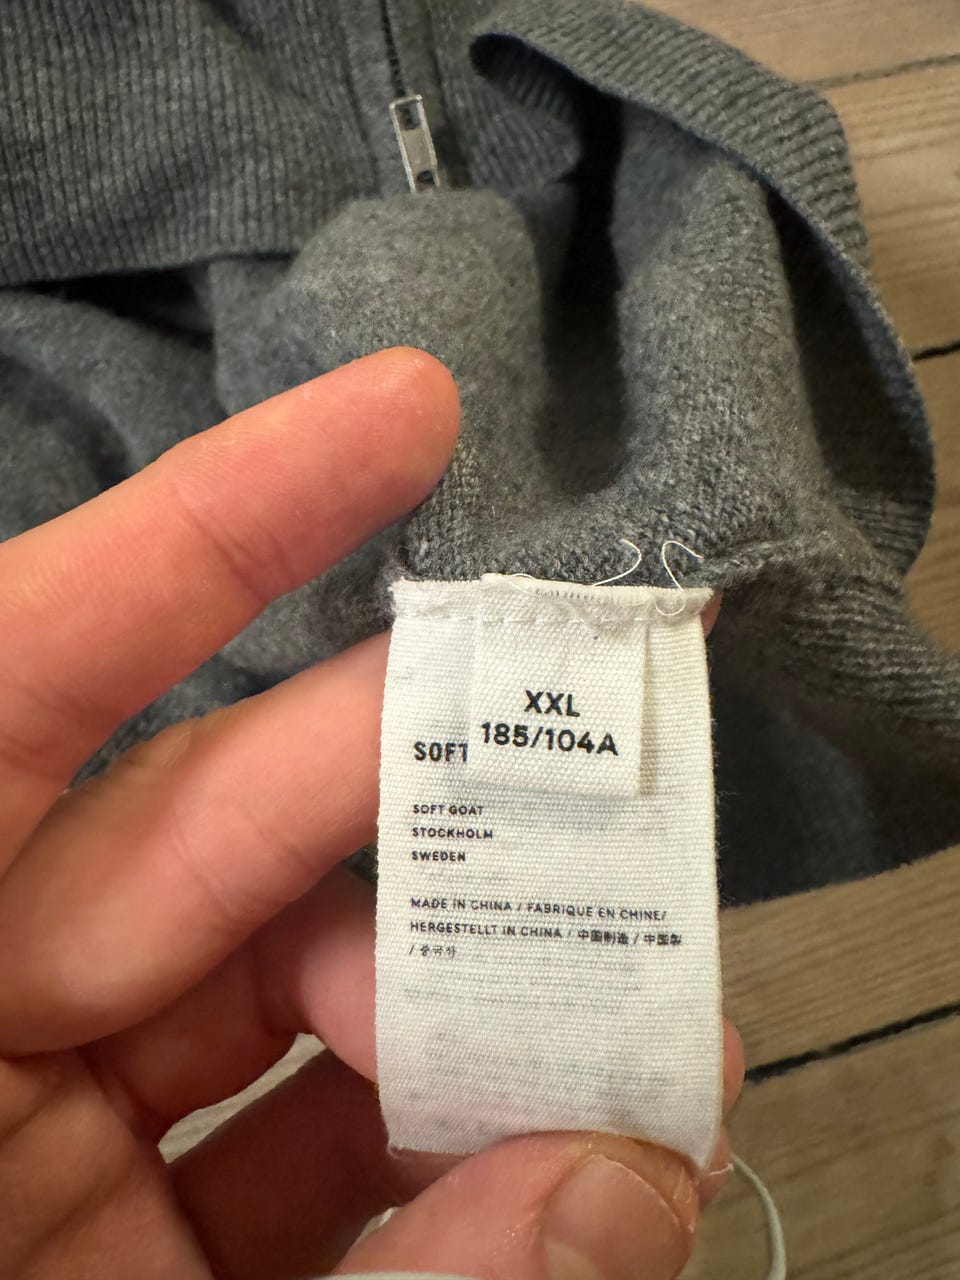 XXL
185/104A
SOFT
SOFT GOAT
STOCKHOLM
SWEDEN
MADE IN CHINA / FABRIQUE EN CHINE/
HERGESTELLT IN CHINA / 中国制造 / 中国製
/ 중국산